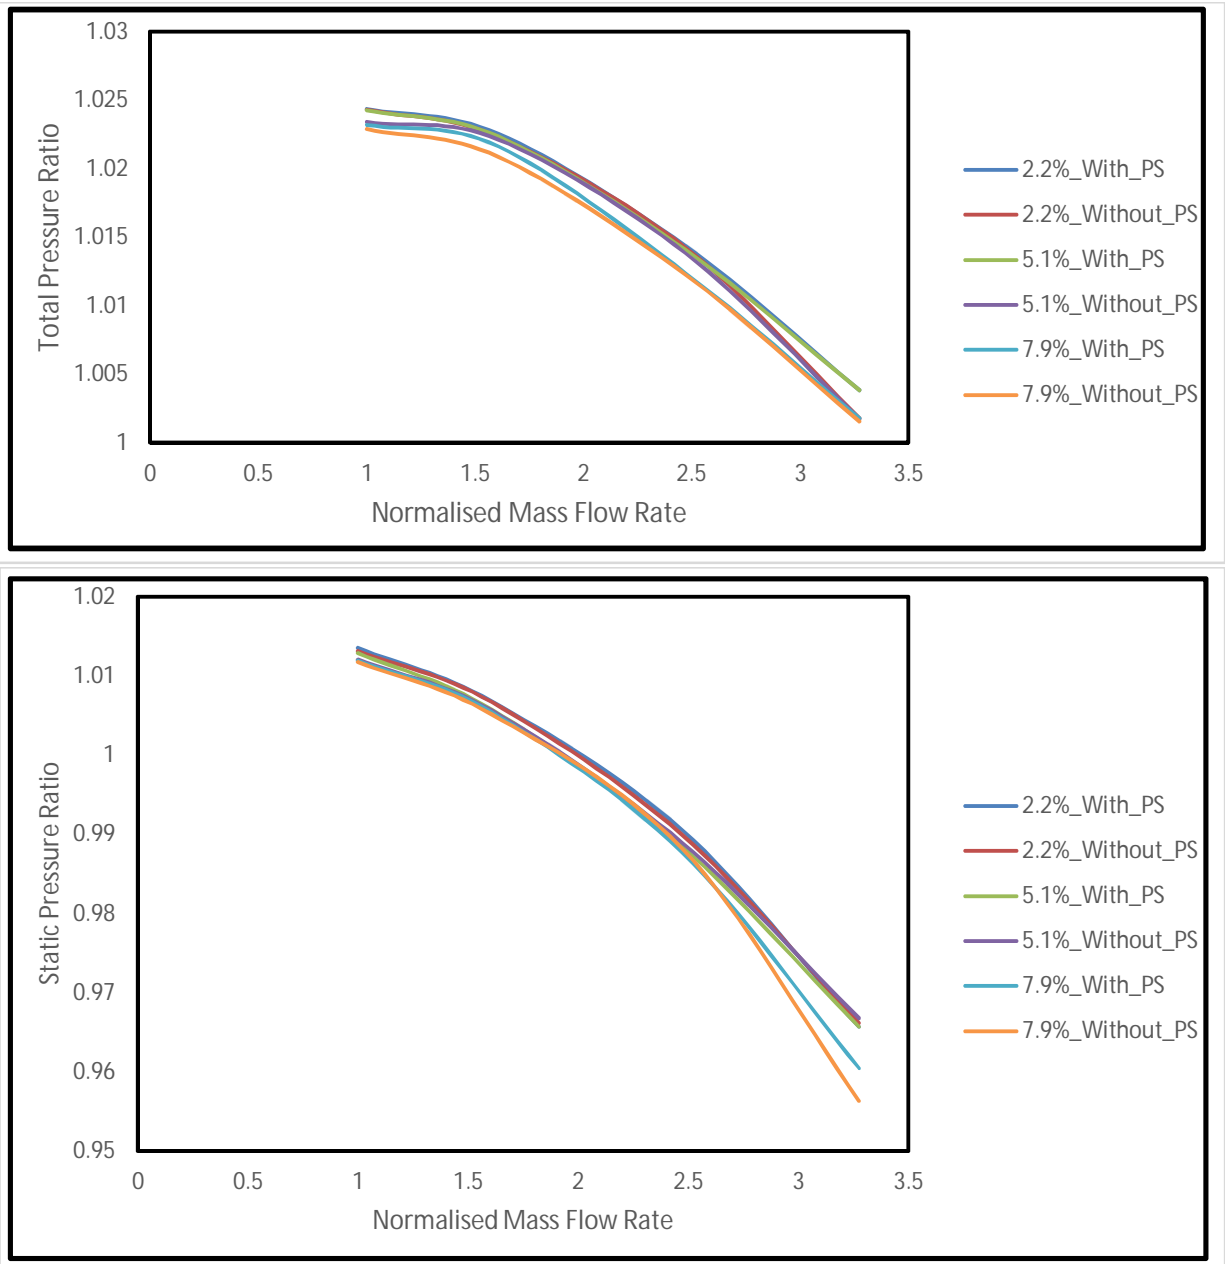 1.03
1.025
1.02
1.015
1.01
1.005
1
Total Pressure Ratio
0
0.5
1
1.5
2
2.5
3
3.5
Normalised Mass Flow Rate
2.2%_With_PS
2.2%_Without_PS
5.1%_With_PS
5.1%_Without_PS
7.9%_With_PS
7.9%_Without_PS
1.02
1.01
1
0.99
0.98
0.97
0.96
0.95
Static Pressure Ratio
0
0.5
1
1.5
2
2.5
3
3.5
Normalised Mass Flow Rate
2.2%_With_PS
2.2%_Without_PS
5.1%_With_PS
5.1%_Without_PS
7.9%_With_PS
7.9%_Without_PS